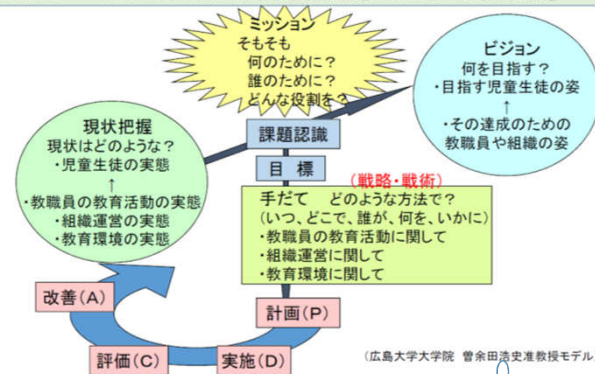 ミッション
そもそも
何のために？
誰のために？
どんな役割を？
ビジョン
何を目指す？
・目指す児童生徒の姿
↑
・その達成のための
教職員や組織の姿
現状把握
現状はどのような？
・児童生徒の実態
↑
・教職員の教育活動の実態
・組織運営の実態
・教育環境の実態
課題認識
目 標
（戦略・戦術）
手だて どのような方法で？
（いつ、どこで、誰が、何を、いかに）
・教職員の教育活動に関して
・組織運営に関して
・教育環境に関して
計画（P）
実施（D）
評価（C）
改善（A）
（広島大学大学院 曽余田浩史准教授モデル）